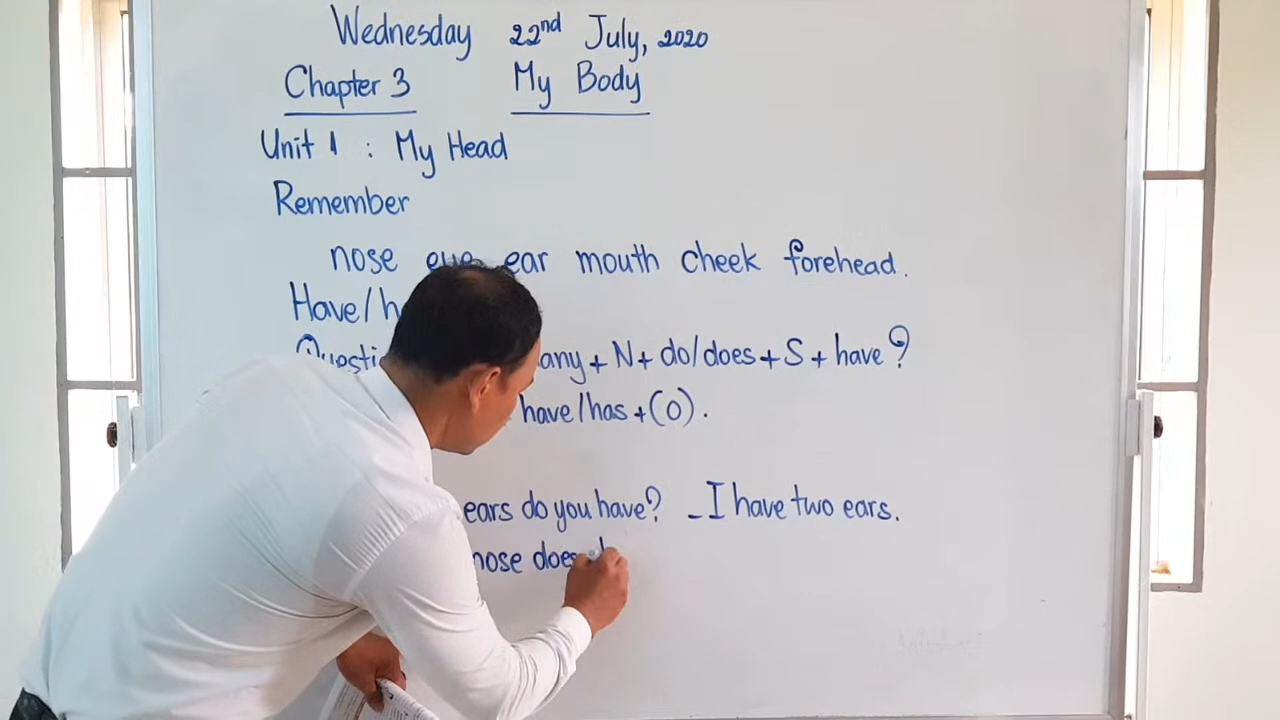 Wednesday 22nd July, 2020
Chapter 3 My Body
Unit 1 : My Head
Remember
nose eye ear mouth cheek forehead.
Have/h
Questi any + N + do/does + S + have?
have/has + (O).
ears do you have? - I have two ears.
nose does